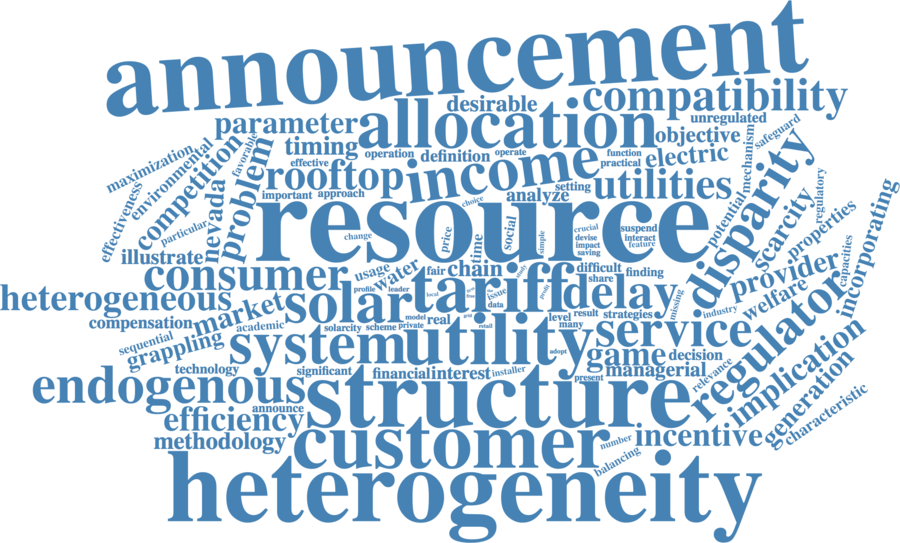 announcement
desirable
compatibility
parameter
allocation
unregulated
objective
safeguard
timing
operation
definition
operate
function
practical
electric
mechanism
maximization
environmental
competition
favorable
problem
effective
rooftop
income
utilities
disparity
effectiveness
important
approach
choice
analyze
setting
potential
regulatory
particular
nevada
resource
scarcity
properties
incorporating
illustrate
change
price
time
social
simple
crucial
devise
impact
saving
suspend
interact
feature
consumer
usage
water
fair
chain
study
difficult
share
finding
provider
capacities
heterogeneous
solar
profile
leader
tariff
local
issue
data
delay
missing
industry
welfare
compensation
market
academic
solarcity
scheme
model
private
real
grid
retail
level
result
many
strategies
service
regulator
sequential
grappling
system
utility
adopt
game
decision
implication
technology
significant
financial
interest
installer
present
managerial
relevance
generation
endogenous
announce
structure
characteristic
efficiency
methodology
customer
number
incentive
balancing
heterogeneity